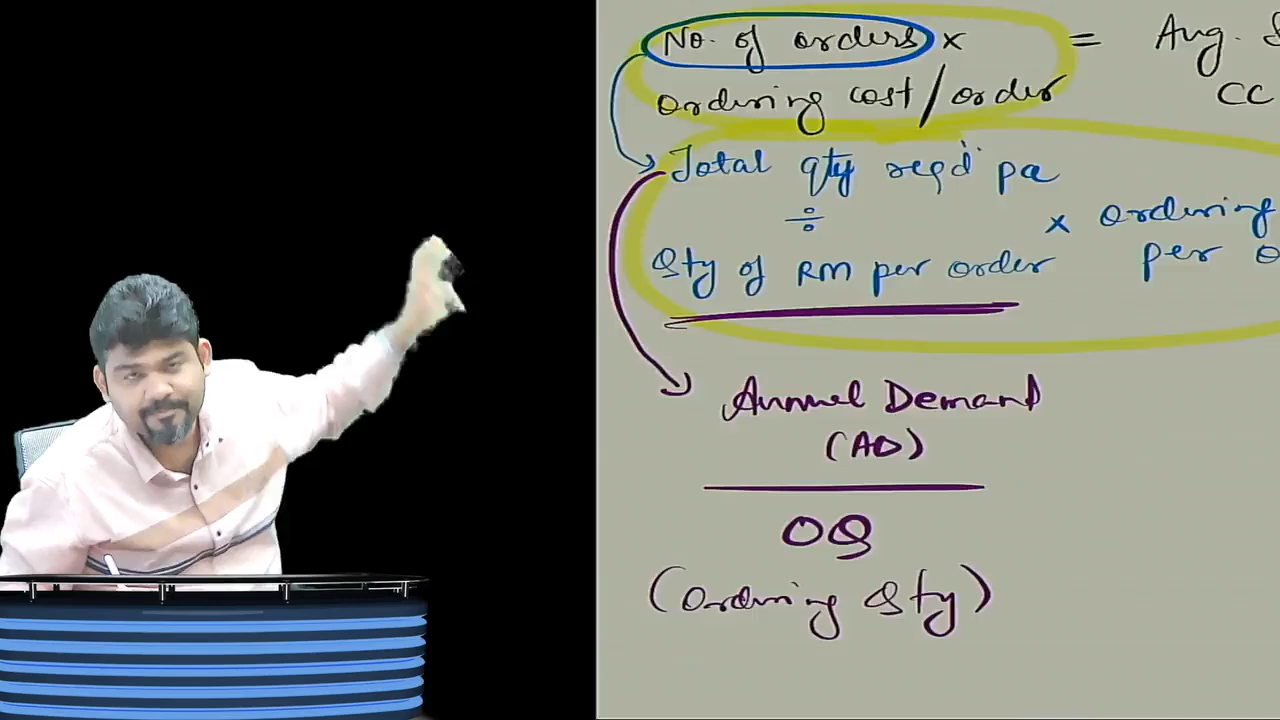 No. of orders x = Avg.
ordering cost/order CC
Total qty reqd pa
÷ x ordering
Qty of RM per order per
Annual Demand
(AD)
OQ
(Ordering Qty)